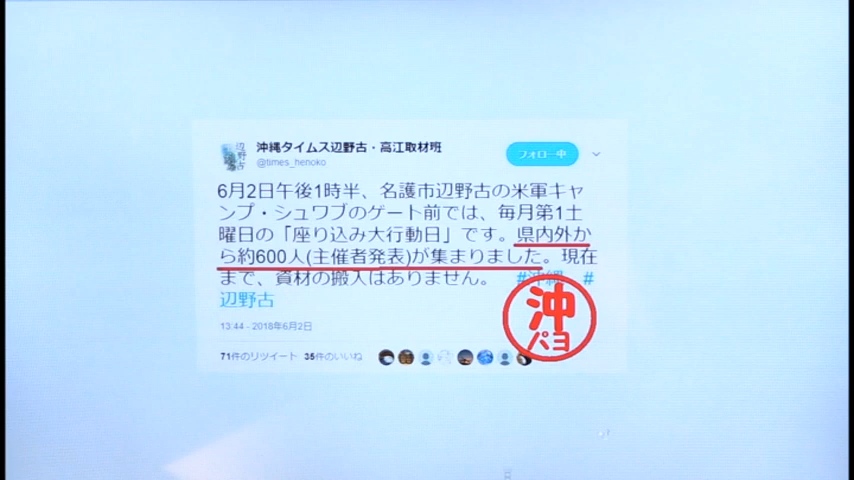 沖縄タイムス辺野古・高江取材班
フォロー中
@times_henoko
6月2日午後1時半、名護市辺野古の米軍キャ
ンプ・シュワブのゲート前では、毎月第1土
曜日の「座り込み大行動日」です。県内外か
ら約600人(主催者発表)が集まりました。現在
まで、資材の搬入はありません。 #沖縄 #
辺野古
13:44 - 2018年6月2日
71件のリツイート 35件のいいね
沖
パヨ